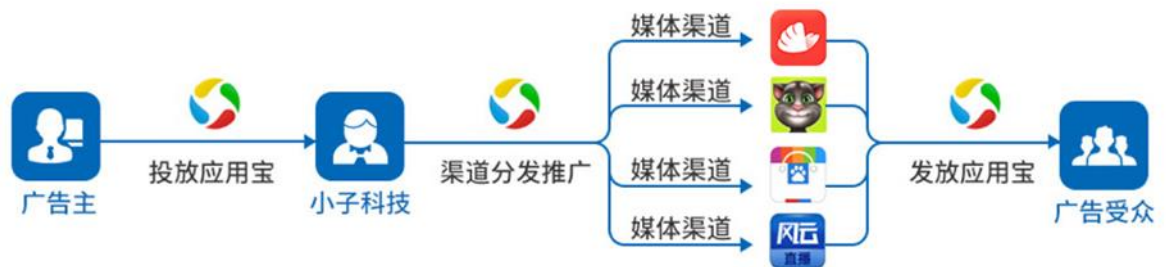 媒体渠道
媒体渠道
投放应用宝
渠道分发推广
发放应用宝
广告主
小子科技
媒体渠道
广告受众
媒体渠道
风云
直播